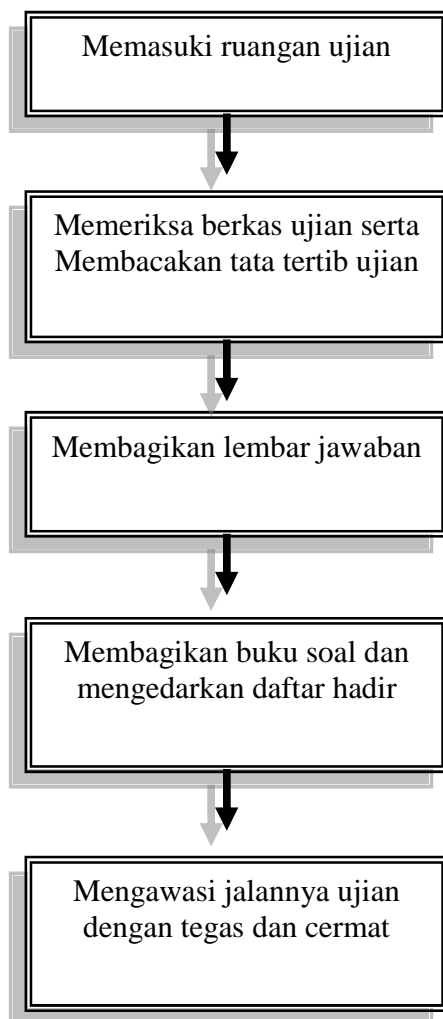 Memasuki ruangan ujian
Memeriksa berkas ujian serta
Membacakan tata tertib ujian
Membagikan lembar jawaban
Membagikan buku soal dan
mengedarkan daftar hadir
Mengawasi jalannya ujian
dengan tegas dan cermat